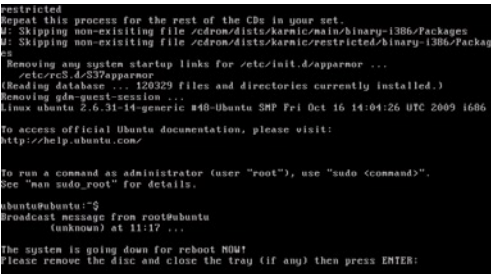 restricted
Repeat this process for the rest of the CDs in your set.
W: Skipping non-exisiting file /cdrom/dists/karmic/main/binary-i386/Packages
W: Skipping non-exisiting file /cdrom/dists/karmic/restricted/binary-i386/Packag
es
Removing any system startup links for /etc/init.d/apparmor ...
/etc/rcS.d/S37apparmor
(Reading database ... 120329 files and directories currently installed.)
Removing gdm-guest-session ...
Linux ubuntu 2.6.31-14-generic #48-Ubuntu SMP Fri Oct 16 14:04:26 UTC 2009 i686
To access official Ubuntu documentation, please visit:
http://help.ubuntu.com/
To run a command as administrator (user "root"), use "sudo <command>".
See "man sudo_root" for details.
ubuntu@ubuntu:~$
Broadcast message from root@ubuntu
(unknown) at 11:17 ...
The system is going down for reboot NOW!
Please remove the disc and close the tray (if any) then press ENTER: